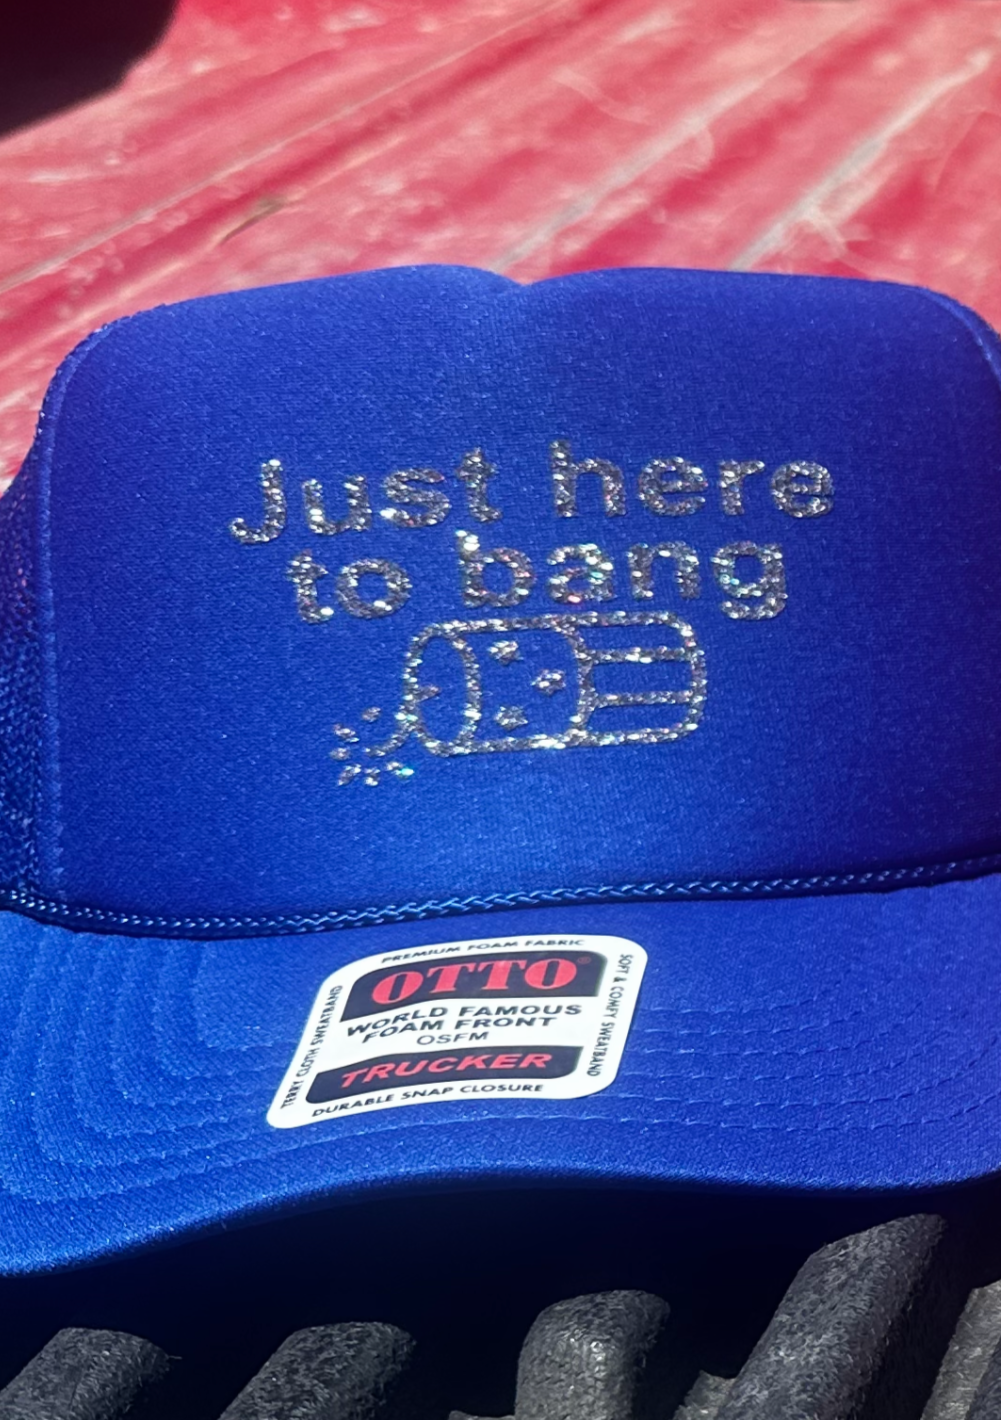 Just here
to bang
PREMIUM FOAM FABRIC
OTTO®
WORLD FAMOUS
FOAM FRONT
OSFM
TRUCKER
DURABLE SNAP CLOSURE
TERRY CLOTH SWEATBAND
SOFT & COMFY SWEATBAND